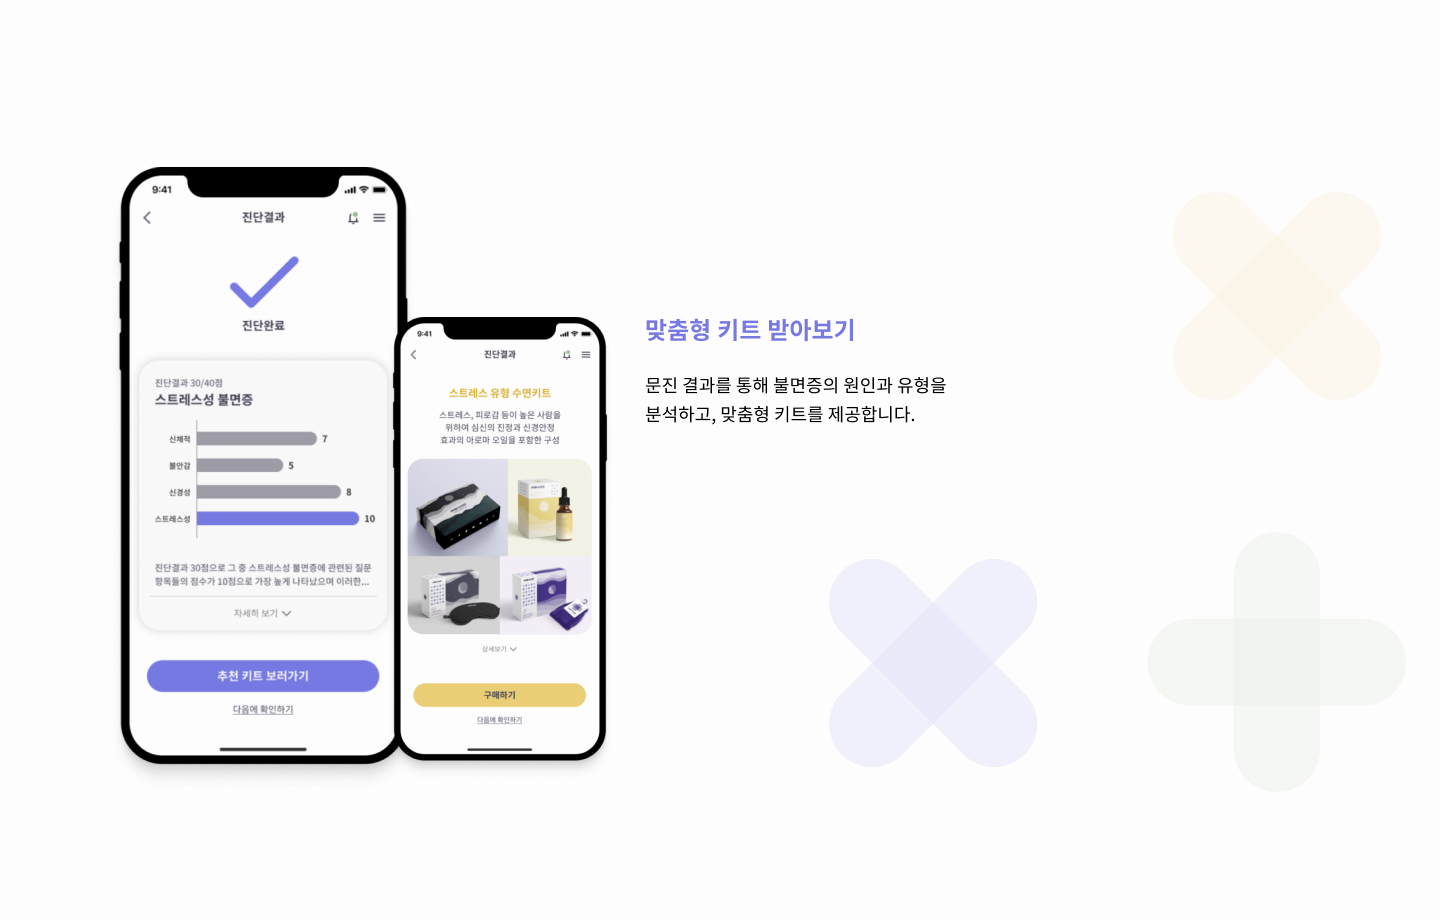 9:41
진단결과
진단완료
진단결과 30/40점
스트레스성 불면증
신체적 7
불안감 5
신경성 8
스트레스성 10
진단결과 30점으로 그 중 스트레스성 불면증에 관련된 질문
항목들의 점수가 10점으로 가장 높게 나타났으며 이러한...
자세히 보기
추천 키트 보러가기
다음에 확인하기
9:41
진단결과
스트레스 유형 수면키트
스트레스, 피로감 등이 높은 사람을
위하여 심신의 진정과 신경안정
효과의 아로마 오일을 포함한 구성
상세보기
구매하기
다음에 확인하기
맞춤형 키트 받아보기
문진 결과를 통해 불면증의 원인과 유형을
분석하고, 맞춤형 키트를 제공합니다.